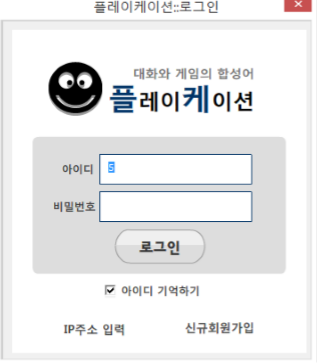 플레이케이션::로그인
대화와 게임의 합성어
플레이케이션
아이디 5
비밀번호
로그인
아이디 기억하기
IP주소 입력 신규회원가입